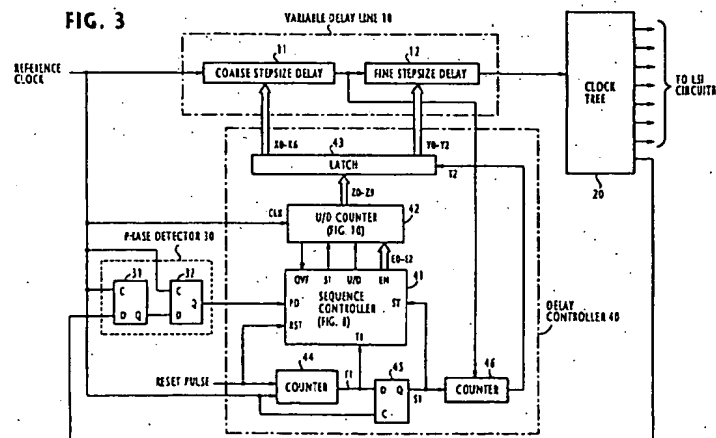 FIG. 3
VARIABLE DELAY LINE 10
11
12
REFERENCE
CLOCK
COARSE STEPSIZE DELAY
FINE STEPSIZE DELAY
CLOCK
TREE
TO LSI
CIRCUITR
20
X0-X6
43
Y0-Y2
LATCH
T2
Z0-Z9
CLK
U/D COUNTER
(FIG. 10)
42
PHASE DETECTOR 30
31
32
E0-E2
OVF
U/D
EN
41
C
C
Q
D
Q
D
PD
SEQUENCE
CONTROLLER
(FIG. 8)
ST
RST
DELAY
CONTROLLER 40
44
45
46
RESET PULSE
COUNTER
T1
D
Q
C
COUNTER